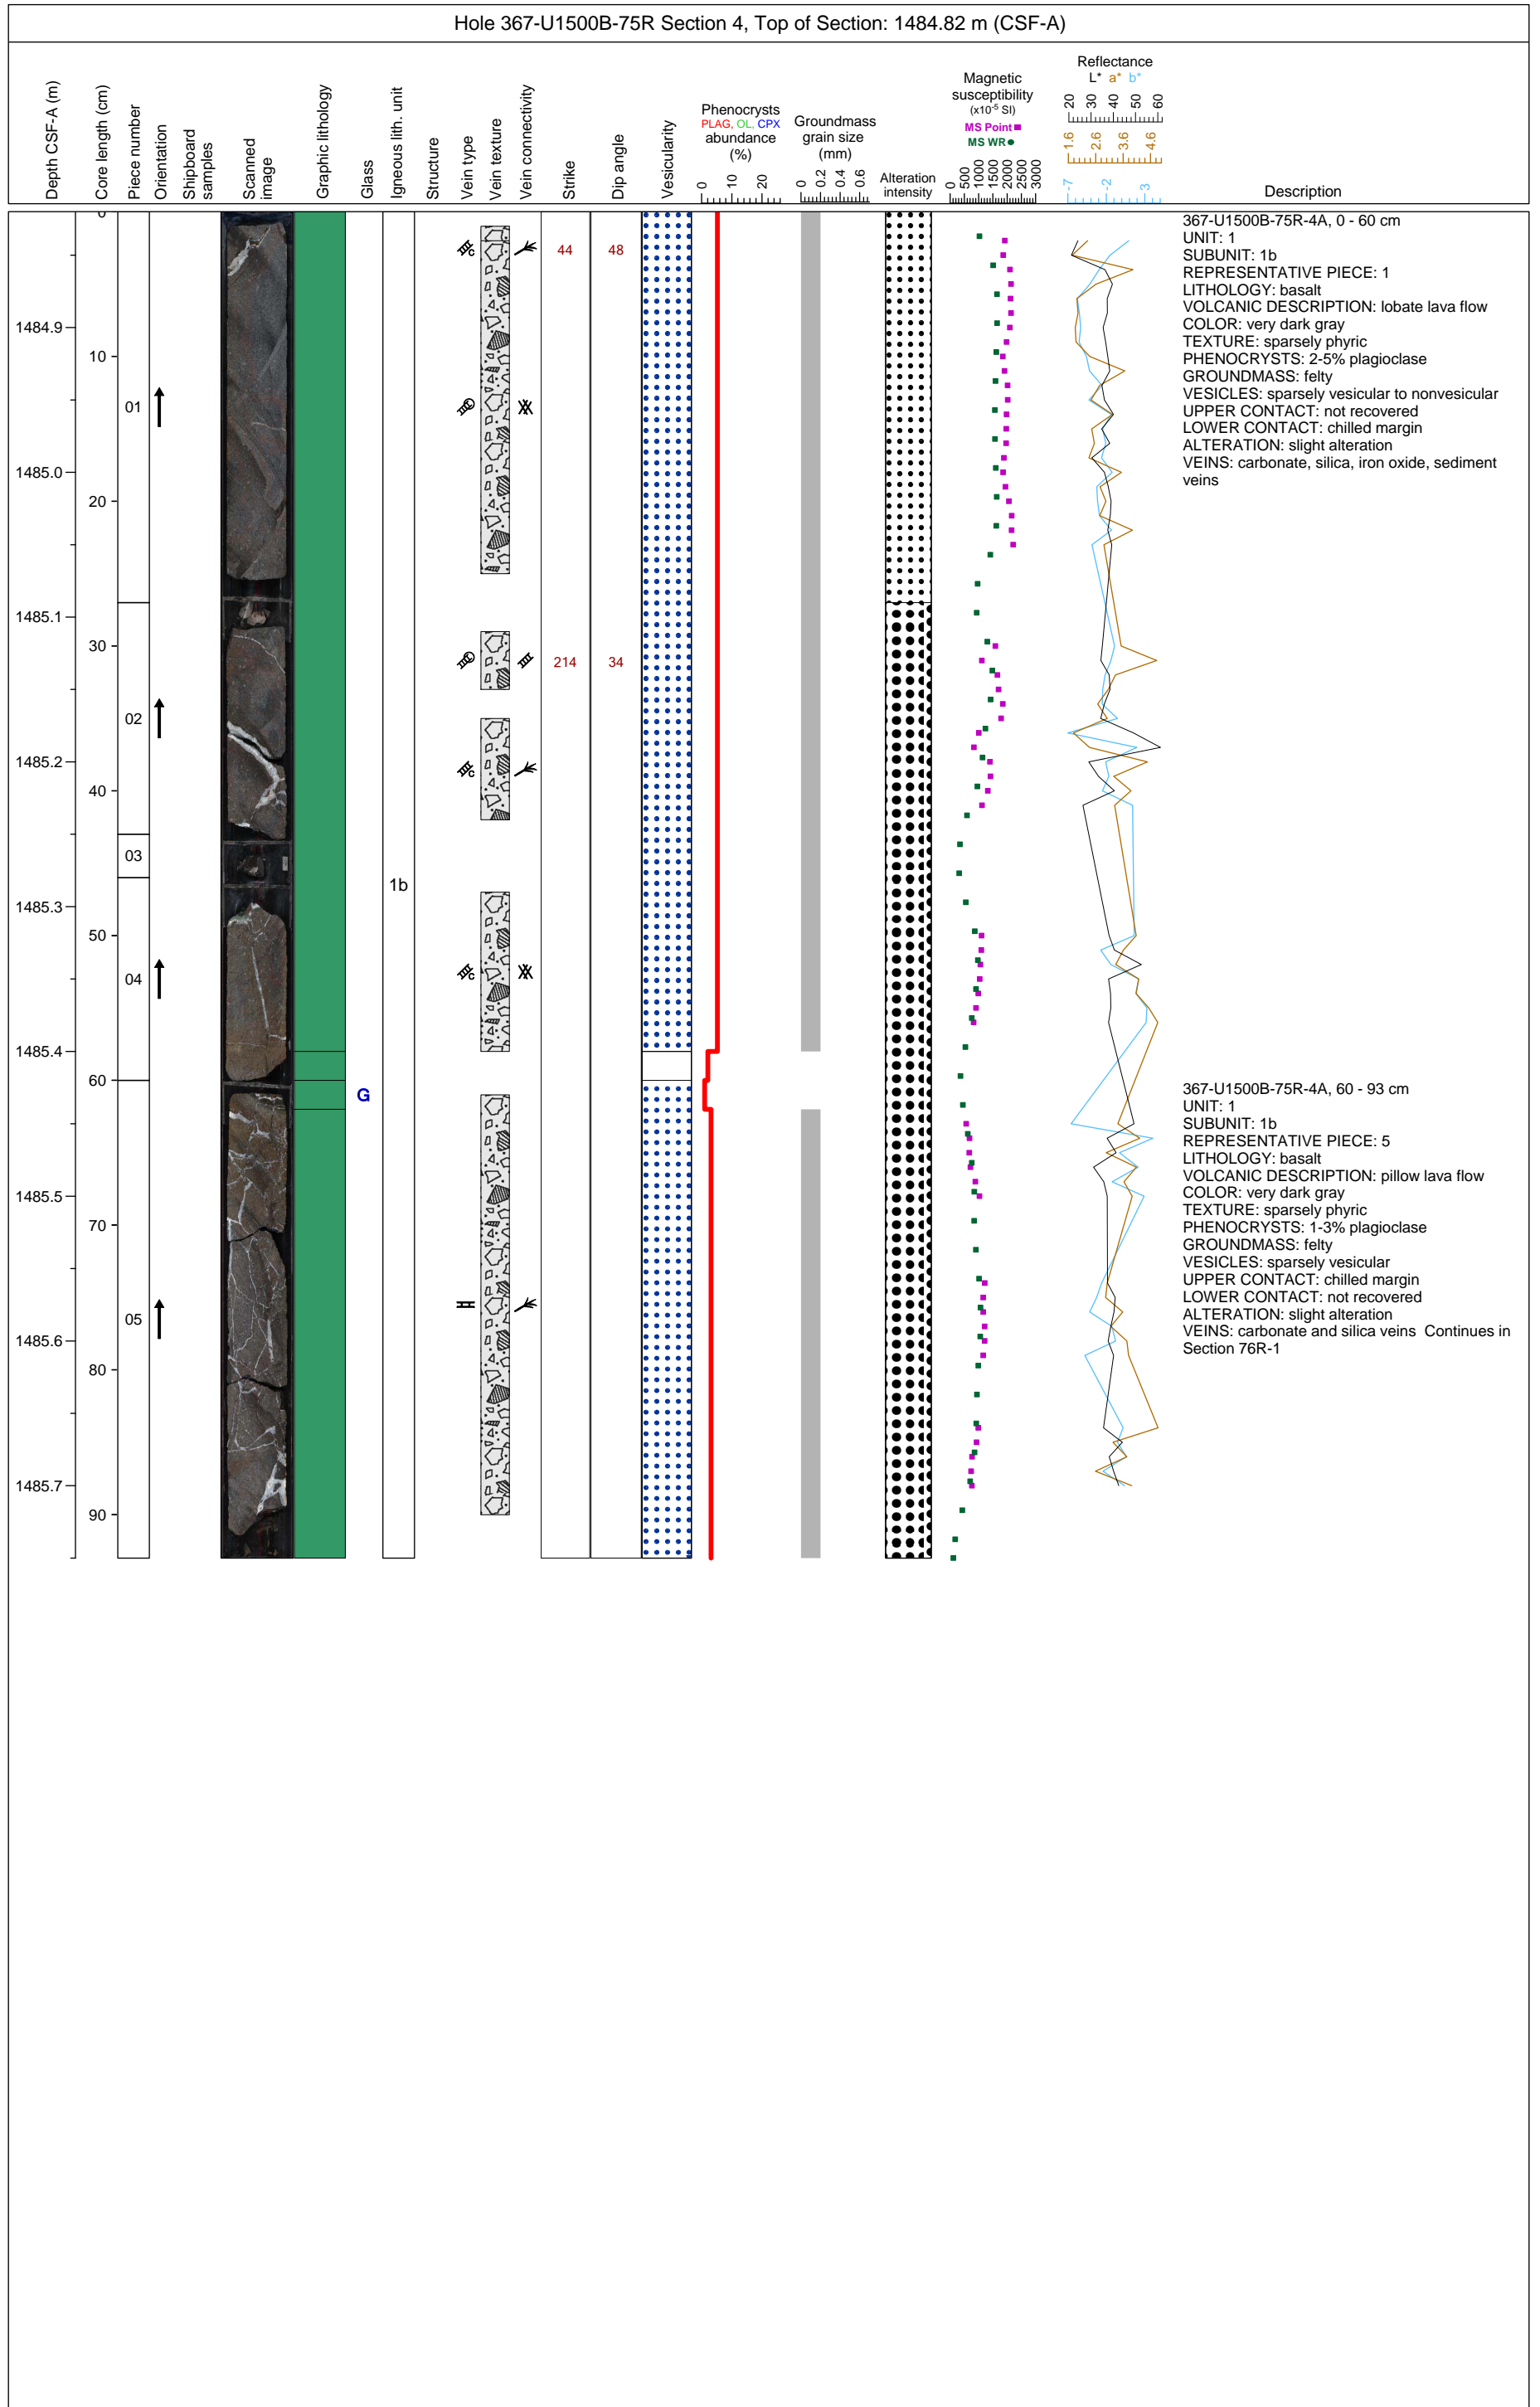 Hole 367-U1500B-75R Section 4, Top of Section: 1484.82 m (CSF-A)
Depth CSF-A (m)
Core length (cm)
Piece number
Orientation
Shipboard
samples
Scanned
image
Graphic lithology
Glass
Igneous lith. unit
Structure
Vein type
Vein texture
Vein connectivity
Strike
Dip angle
Vesicularity
Phenocrysts
PLAG, OL, CPX
abundance
(%)
0 10 20
Groundmass
grain size
(mm)
0 0.2 0.4 0.6
Alteration
intensity
Magnetic
susceptibility
(x10-5 SI)
MS Point
MS WR
0 500 1000 1500 2000 2500 3000
Reflectance
L* a* b*
20 30 40 50 60
1.6 2.6 3.6 4.6
-7 -2 3
Description
0
10
20
30
40
50
60
70
80
90
1484.9
1485.0
1485.1
1485.2
1485.3
1485.4
1485.5
1485.6
1485.7
01
02
03
04
05
G
1b
44 48
214 34
367-U1500B-75R-4A, 0 - 60 cm
UNIT: 1
SUBUNIT: 1b
REPRESENTATIVE PIECE: 1
LITHOLOGY: basalt
VOLCANIC DESCRIPTION: lobate lava flow
COLOR: very dark gray
TEXTURE: sparsely phyric
PHENOCRYSTS: 2-5% plagioclase
GROUNDMASS: felty
VESICLES: sparsely vesicular to nonvesicular
UPPER CONTACT: not recovered
LOWER CONTACT: chilled margin
ALTERATION: slight alteration
VEINS: carbonate, silica, iron oxide, sediment
veins
367-U1500B-75R-4A, 60 - 93 cm
UNIT: 1
SUBUNIT: 1b
REPRESENTATIVE PIECE: 5
LITHOLOGY: basalt
VOLCANIC DESCRIPTION: pillow lava flow
COLOR: very dark gray
TEXTURE: sparsely phyric
PHENOCRYSTS: 1-3% plagioclase
GROUNDMASS: felty
VESICLES: sparsely vesicular
UPPER CONTACT: chilled margin
LOWER CONTACT: not recovered
ALTERATION: slight alteration
VEINS: carbonate and silica veins Continues in
Section 76R-1